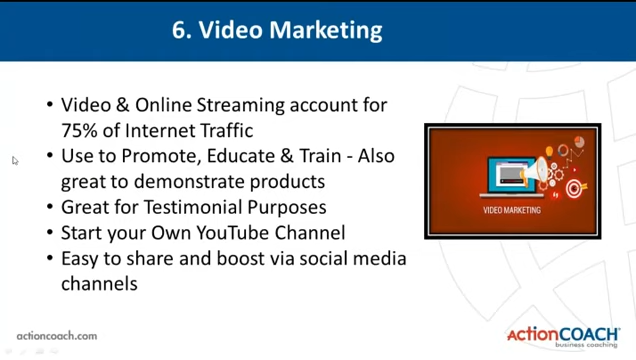 6. Video Marketing
• Video & Online Streaming account for
75% of Internet Traffic
• Use to Promote, Educate & Train - Also
great to demonstrate products
• Great for Testimonial Purposes
• Start your Own YouTube Channel
• Easy to share and boost via social media
channels
VIDEO MARKETING
actioncoach.com
ActionCOACH
business coaching